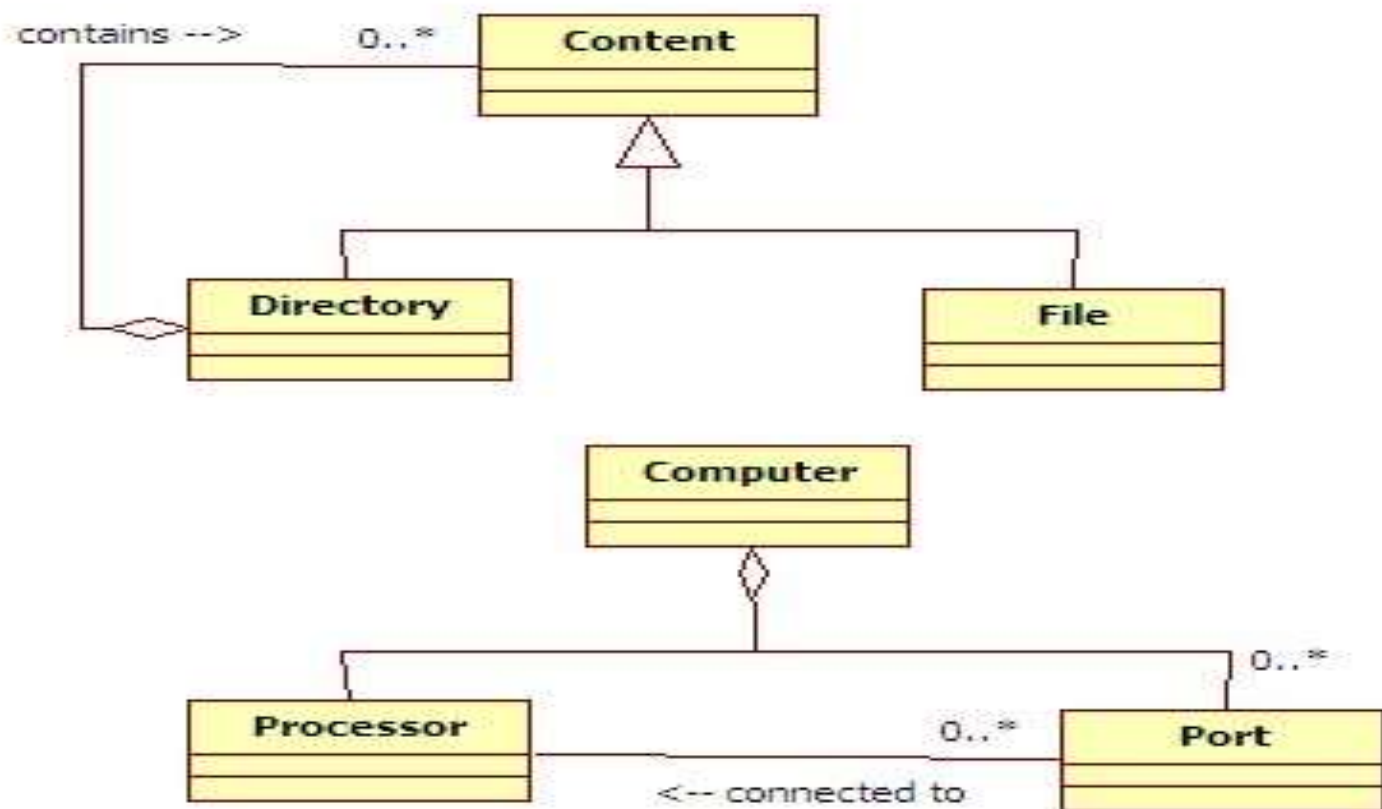 contains -->
0..*
Content
Directory
File
Computer
0..*
Processor
0..*
Port
<-- connected to